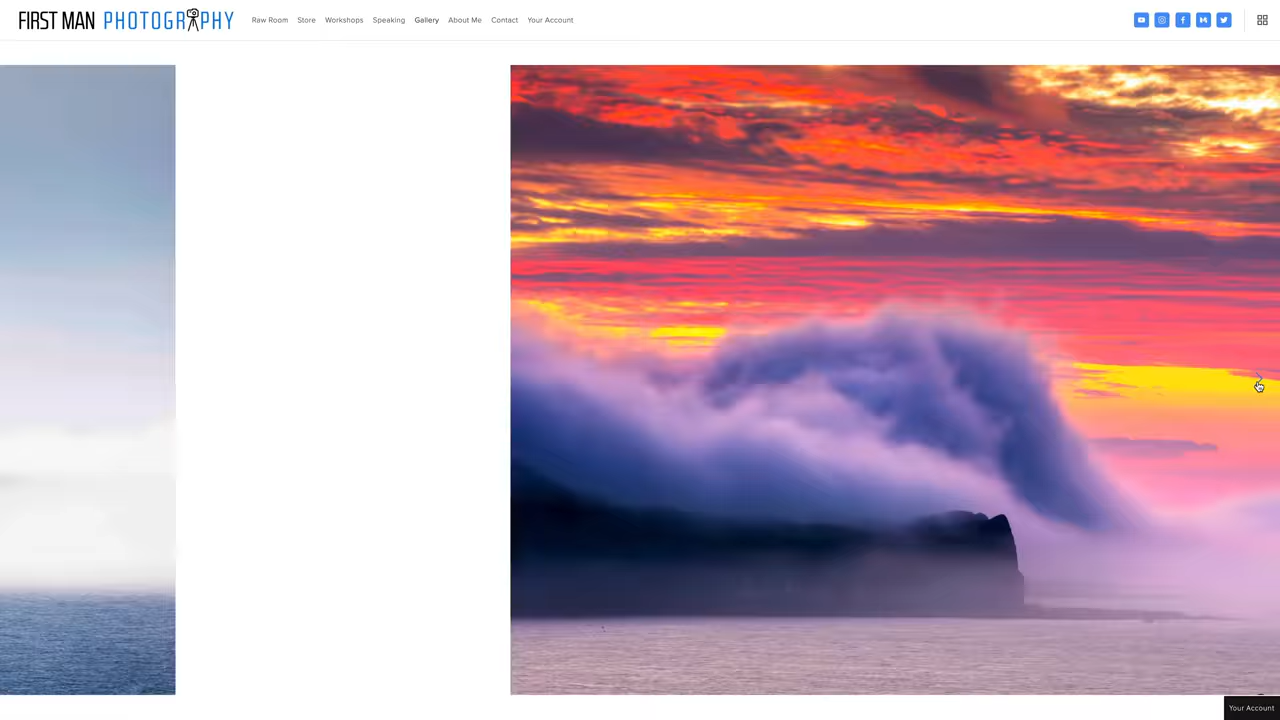 FIRST MAN PHOTOGRAPHY
Raw Room Store Workshops Speaking Gallery About Me Contact Your Account
Your Account